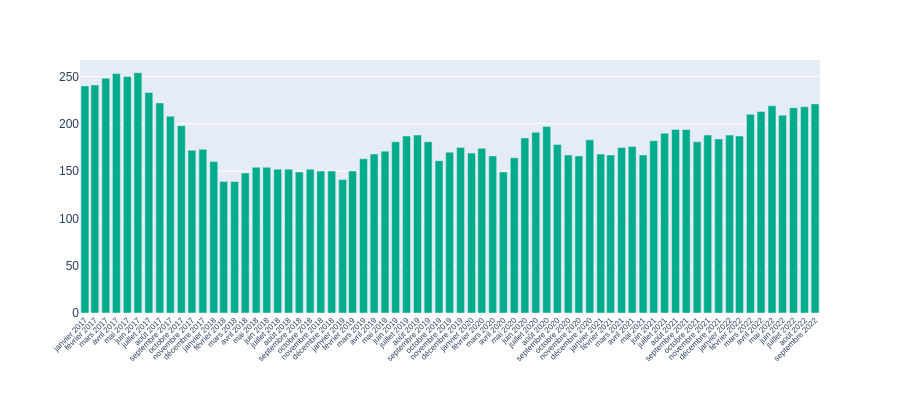 250
200
150
100
50
0
janvier 2017
février 2017
mars 2017
avril 2017
mai 2017
juin 2017
juillet 2017
août 2017
septembre 2017
octobre 2017
novembre 2017
décembre 2017
janvier 2018
février 2018
mars 2018
avril 2018
mai 2018
juin 2018
juillet 2018
août 2018
septembre 2018
octobre 2018
novembre 2018
décembre 2018
janvier 2019
février 2019
mars 2019
avril 2019
mai 2019
juin 2019
juillet 2019
août 2019
septembre 2019
octobre 2019
novembre 2019
décembre 2019
janvier 2020
février 2020
mars 2020
avril 2020
mai 2020
juin 2020
juillet 2020
août 2020
septembre 2020
octobre 2020
novembre 2020
décembre 2020
janvier 2021
février 2021
mars 2021
avril 2021
mai 2021
juin 2021
juillet 2021
août 2021
septembre 2021
octobre 2021
novembre 2021
décembre 2021
janvier 2022
février 2022
mars 2022
avril 2022
mai 2022
juin 2022
juillet 2022
août 2022
septembre 2022